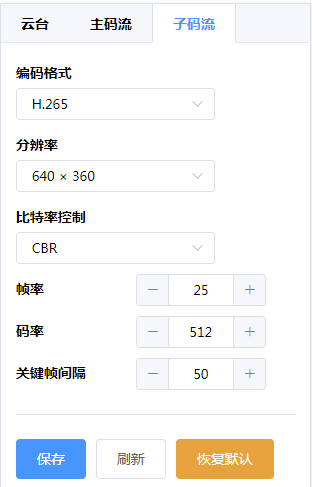 云台 主码流 子码流
编码格式
H.265
分辨率
640 × 360
比特率控制
CBR
帧率 — 25 +
码率 — 512 +
关键帧间隔 — 50 +
保存 刷新 恢复默认